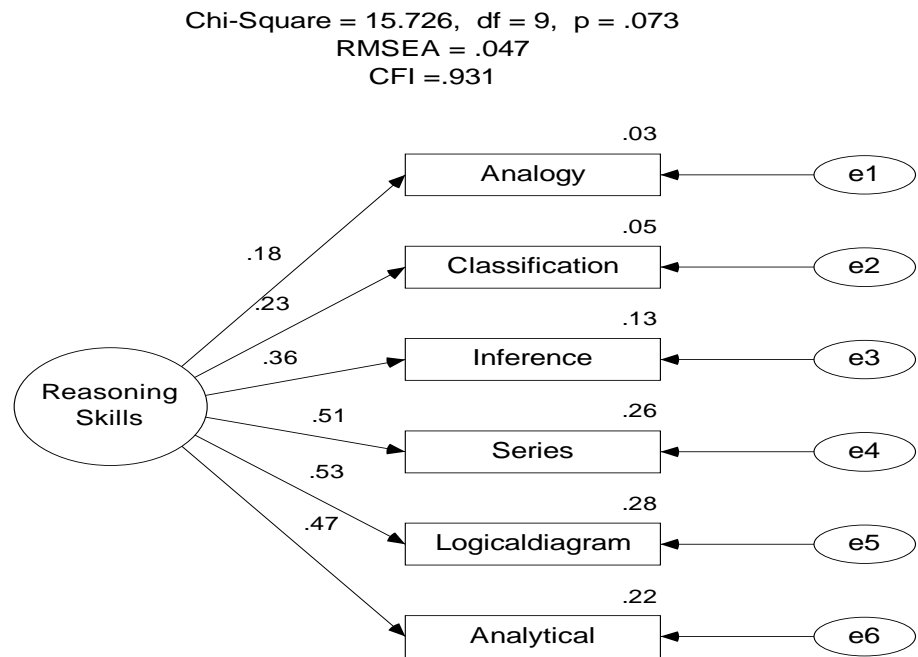 Chi-Square = 15.726,  df = 9,  p = .073
RMSEA = .047
CFI =.931
.03
Analogy
e1
.18
.05
Classification
e2
.23
.13
Inference
e3
.36
Reasoning
Skills
.26
Series
e4
.51
.28
Logicaldiagram
e5
.53
.22
Analytical
e6
.47